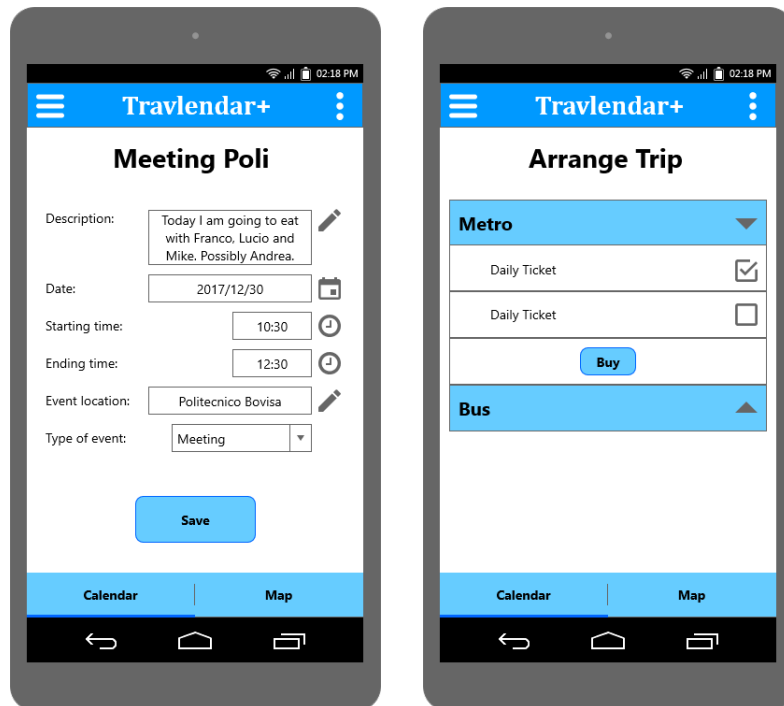 02:18 PM
Travlendar+
Meeting Poli
Description:
Today I am going to eat
with Franco, Lucio and
Mike. Possibly Andrea.
Date:
2017/12/30
Starting time:
10:30
Ending time:
12:30
Event location:
Politecnico Bovisa
Type of event:
Meeting
Save
Calendar
Map
02:18 PM
Travlendar+
Arrange Trip
Metro
Daily Ticket
Daily Ticket
Buy
Bus
Calendar
Map